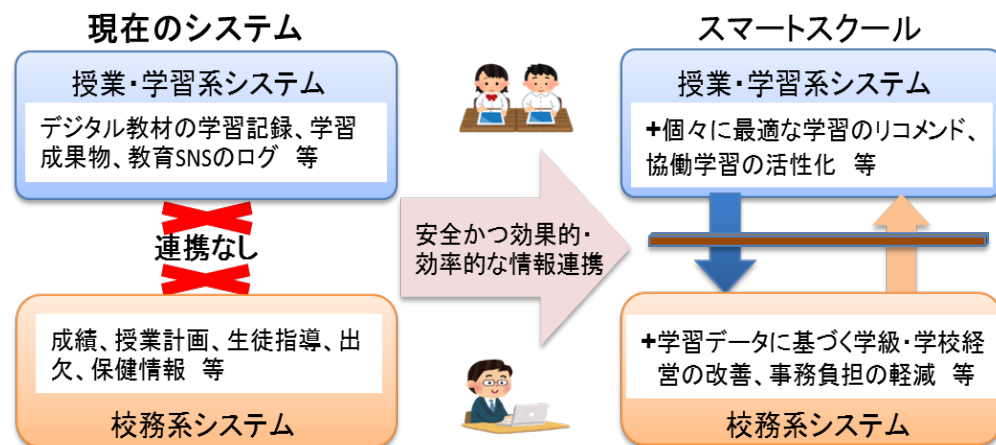 現在のシステム
授業・学習系システム
デジタル教材の学習記録、学習
成果物、教育SNSのログ 等
連携なし
成績、授業計画、生徒指導、出
欠、保健情報 等
校務系システム
安全かつ効果的・
効率的な情報連携
スマートスクール
授業・学習系システム
+個々に最適な学習のリコメンド、
協働学習の活性化 等
+学習データに基づく学級・学校経
営の改善、事務負担の軽減 等
校務系システム